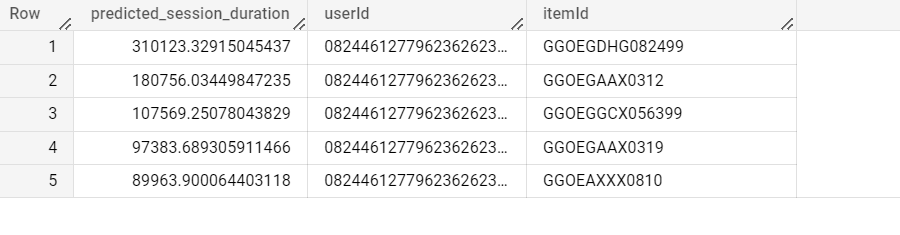 Row predicted_session_duration userId itemId
1 310123.32915045437 0824461277962362623... GGOEGDHG082499
2 180756.03449847235 0824461277962362623... GGOEGAAX0312
3 107569.25078043829 0824461277962362623... GGOEGGCX056399
4 97383.689305911466 0824461277962362623... GGOEGAAX0319
5 89963.900064403118 0824461277962362623... GGOEAXXX0810